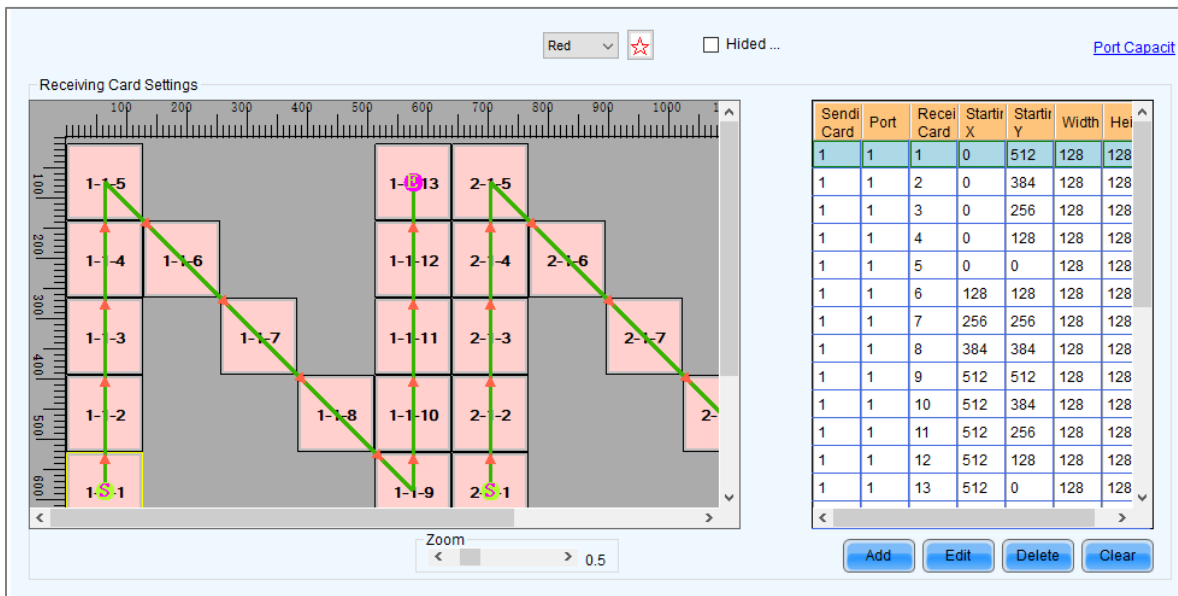 Red
Hided ...
Port Capacit
Receiving Card Settings
100 200 300 400 500 600 700 800 900 1000 1
100 200 300 400 500 600
1-1-5 1-1-13 2-1-5
E
1-1-4 1-1-6 1-1-12 2-1-4 2-1-6
1-1-3 1-1-7 1-1-11 2-1-3 2-1-7
1-1-2 1-1-8 1-1-10 2-1-2 2-
1-1-1 1-1-9 2-1-1
S S
Sendi Card Port Recei Card Startir X Startir Y Width Hei
1 1 1 0 512 128 128
1 1 2 0 384 128 128
1 1 3 0 256 128 128
1 1 4 0 128 128 128
1 1 5 0 0 128 128
1 1 6 128 128 128 128
1 1 7 256 256 128 128
1 1 8 384 384 128 128
1 1 9 512 512 128 128
1 1 10 512 384 128 128
1 1 11 512 256 128 128
1 1 12 512 128 128 128
1 1 13 512 0 128 128
Zoom
0.5
Add Edit Delete Clear